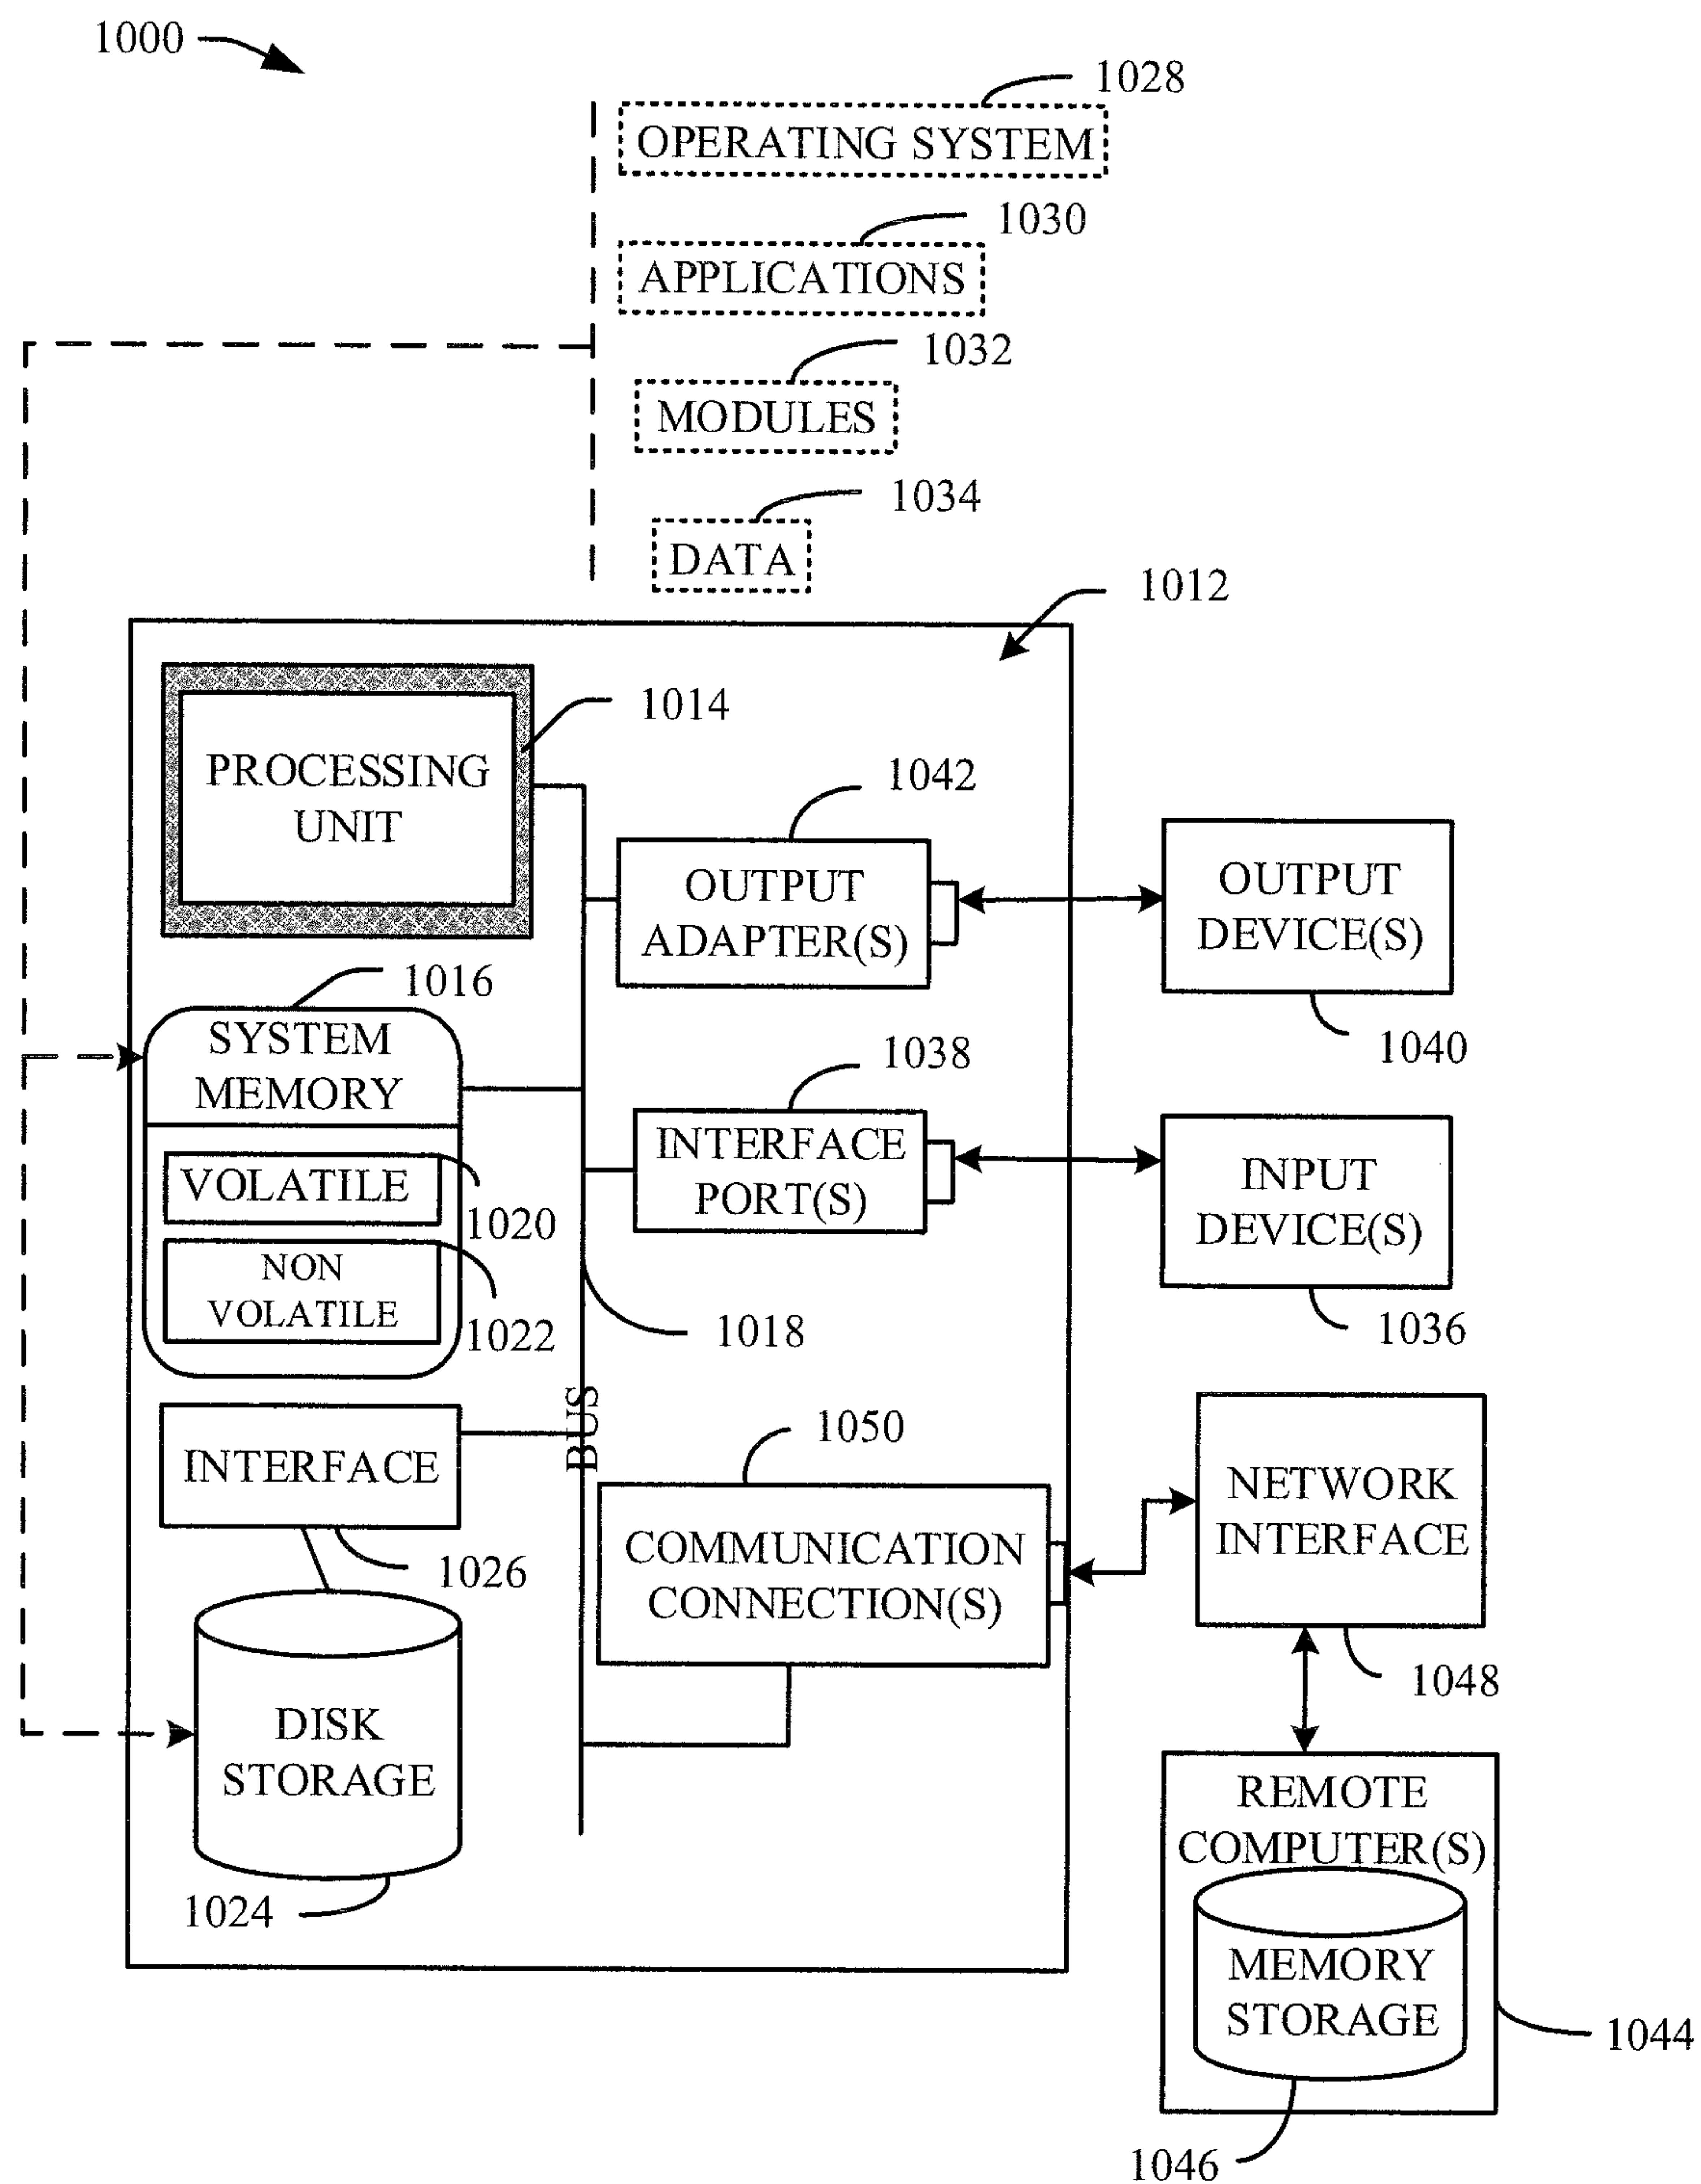 1000
1028
OPERATING SYSTEM
1030
APPLICATIONS
1032
MODULES
1034
DATA
1012
1014
PROCESSING
UNIT
1042
OUTPUT
ADAPTER(S)
OUTPUT
DEVICE(S)
1040
1016
SYSTEM
MEMORY
VOLATILE
1020
NON
VOLATILE
1022
1038
INTERFACE
PORT(S)
INPUT
DEVICE(S)
1036
1018
BUS
INTERFACE
1026
1050
COMMUNICATION
CONNECTION(S)
NETWORK
INTERFACE
1048
DISK
STORAGE
1024
REMOTE
COMPUTER(S)
MEMORY
STORAGE
1044
1046